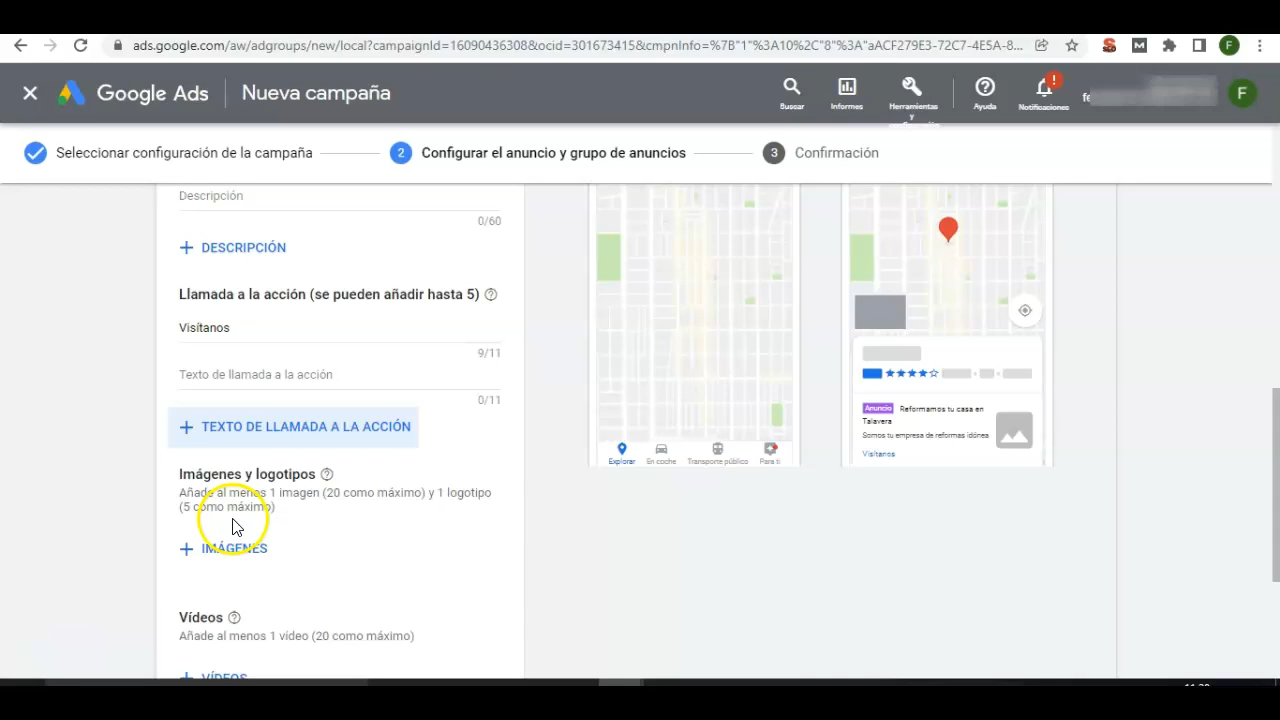 ads.google.com/aw/adgroups/new/local?campaignId=16090436308&ocid=301673415&cmpnInfo=%7B"1"%3A10%2C"8"%3A"aACF279E3-72C7-4E5A-8...
S
M
F
Google Ads
Nueva campaña
Buscar
Informes
Herramientas
y
configuración
Ayuda
!
Notificaciones
fe
F
Seleccionar configuración de la campaña
2
Configurar el anuncio y grupo de anuncios
3
Confirmación
Descripción
0/60
+ DESCRIPCIÓN
Llamada a la acción (se pueden añadir hasta 5) ?
Visítanos
9/11
Texto de llamada a la acción
0/11
+ TEXTO DE LLAMADA A LA ACCIÓN
Imágenes y logotipos ?
Añade al menos 1 imagen (20 como máximo) y 1 logotipo
(5 como máximo)
+ IMÁGENES
Vídeos ?
Añade al menos 1 vídeo (20 como máximo)
+ VÍDEOS
Explorar
En coche
Transporte público
Para ti
Anuncio Reformamos tu casa en
Talavera
Somos tu empresa de reformas idónea
Visítanos